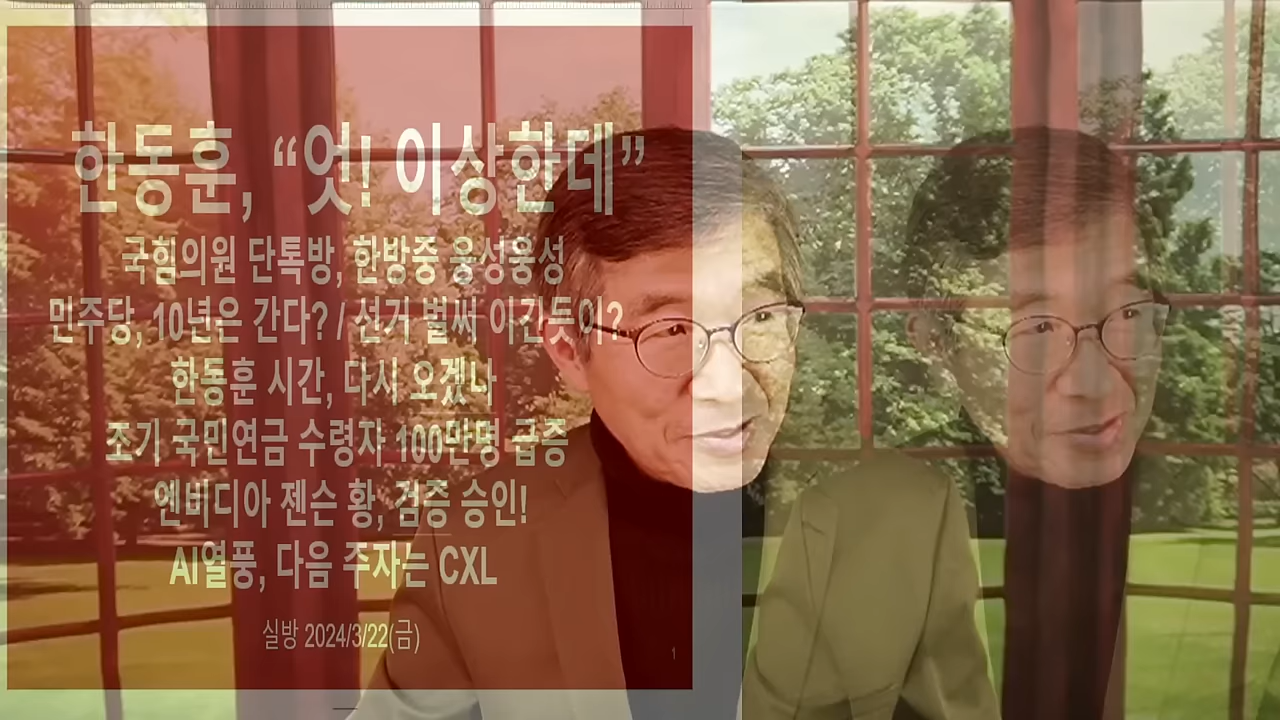 한동훈, “엇! 이상한데”
국힘의원 단톡방, 한방중 웅성웅성
민주당, 10년은 간다? / 선거 벌써 이간듯이?
한동훈 시간, 다시 오겠나
조기 국민연금 수령자 100만명 급증
엔비디아 젠슨 황, 검증 승인!
AI열풍, 다음 주자는 CXL
실방 2024/3/22(금)
1